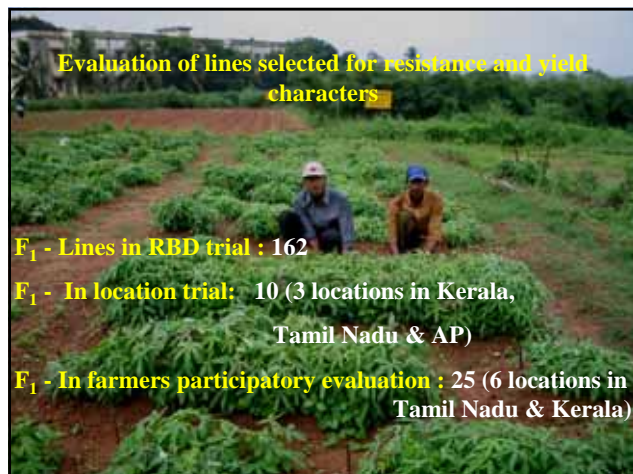 Evaluation of lines selected for resistance and yield
characters
F₁ - Lines in RBD trial : 162
F₁ - In location trial: 10 (3 locations in Kerala,
Tamil Nadu & AP)
F₁ - In farmers participatory evaluation : 25 (6 locations in
Tamil Nadu & Kerala)